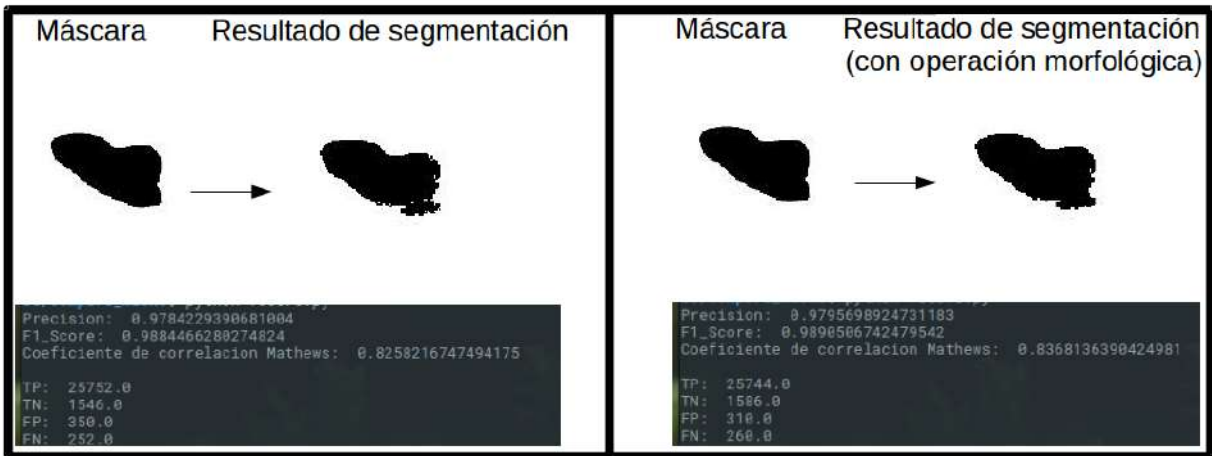 Máscara Resultado de segmentación
Precision: 0.9784229390681004
F1_Score: 0.9884466280274824
Coeficiente de correlacion Mathews: 0.8258216747494175
TP: 25752.0
TN: 1546.0
FP: 350.0
FN: 252.0
Máscara Resultado de segmentación
(con operación morfológica)
Precision: 0.9795698924731183
F1_Score: 0.9890506742479542
Coeficiente de correlacion Mathews: 0.8368136390424981
TP: 25744.0
TN: 1586.0
FP: 310.0
FN: 260.0